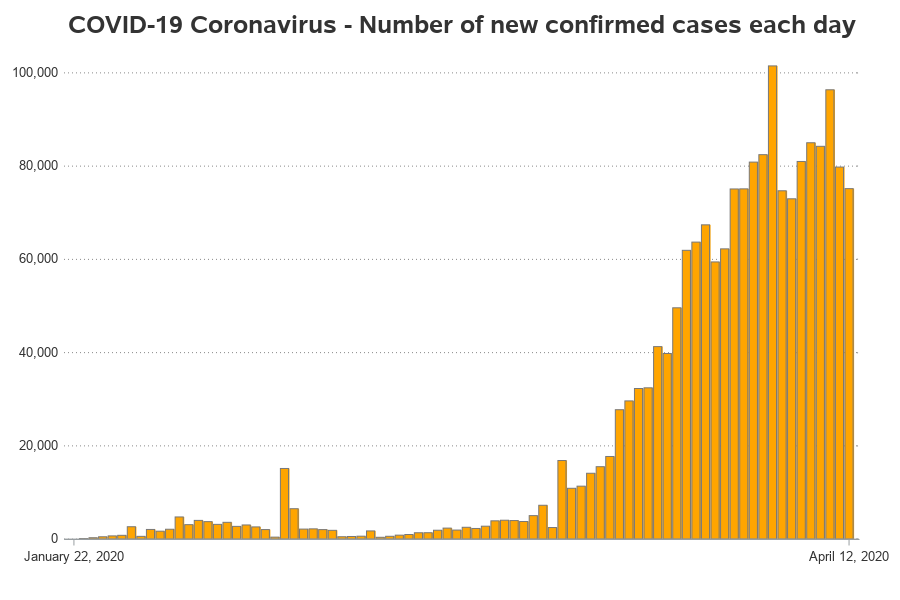 COVID-19 Coronavirus - Number of new confirmed cases each day
100,000
80,000
60,000
40,000
20,000
0
January 22, 2020
April 12, 2020